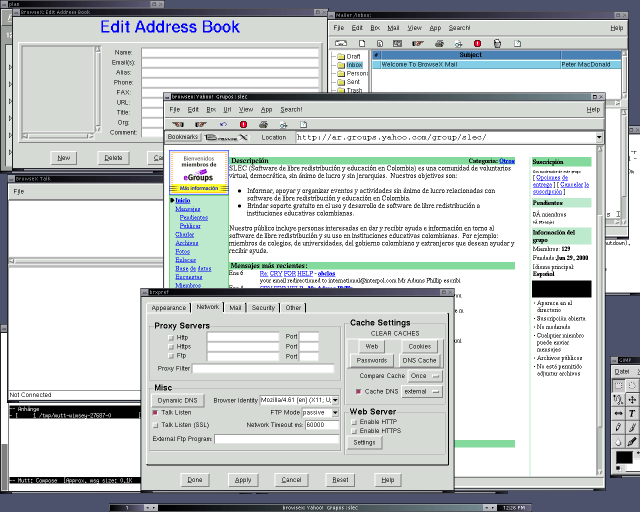 plan
BrowseX: Edit Address Book
Edit Address Book
Name:
Email(s):
Alias:
Phone:
FAX:
URL:
Title:
Org:
Comment:
New
Delete
Mailer /Inbox:
File Edit Brx Mail View App Search! Help
Draft
Inbox
Sent
Trash
# Subject
Welcome To BrowseX Mail Peter MacDonald
BrowseX Talk
File
Not Connected
BrowseX: Yahoo! Grupos :slec
File Edit Brx Url View App Search! Help
Bookmarks
Location http://ar.groups.yahoo.com/group/slec/
Bienvenidos
miembros de
eGroups
Más información
Inicio
Mensajes
Pendientes
Publicar
Charlar
Archivos
Fotos
Enlaces
Base de datos
Encuestas
Miembros
Descripción Categoría: Otros
SLEC (Software de libre redistribución y educación en Colombia) es una comunidad de voluntarios
virtual, democrática, sin ánimo de lucro y sin jerarquías. Nuestros objetivos son:
Informar, apoyar y organizar eventos y actividades sin ánimo de lucro relacionadas con
software de libre redistribución y educación en Colombia.
Brindar soporte gratuito en el uso y desarrollo de software de libre redistribución a
instituciones educativas colombianas.
Nuestro público incluye personas interesadas en dar y recibir ayuda e información en torno al
software de libre redistribución y su uso en instituciones educativas colombianas. Por ejemplo:
miembros de colegios, de universidades, del gobierno colombiano y extranjeros que desean ayudar
y recibir ayuda.
Mensajes más recientes:
Ene 6 Re: CRY FOR HELP - obelos
your email redirected to international@interpol.com Mr Aduns Phillip escribi
Suscripción
[ Opciones de
entrega ] [ Cancelar la
suscripción ]
Pendientes
0 A miembros
0 A Mensajes
Información del
grupo
Miembros: 129
Fundado: Jun 29, 2000
Idioma principal:
Español
Aparece en el
directorio
Suscripción abierta
No moderado
Cualquier miembro
puede enviar
mensajes
Archivos públicos
No está permitido
adjuntar archivos
brxpref
Appearance Network Mail Security Other
Proxy Servers
Http Port
Https Port
Ftp Port
Proxy Filter
Misc
Dynamic DNS Browser Identity Mozilla/4.61 [en] (X11; U;
Talk Listen FTP Mode passive
Talk Listen (SSL) Network Timeout ms: 60000
External Ftp Program:
Cache Settings
CLEAR CACHES
Web Cookies
Passwords DNS Cache
Compare Cache Once
Cache DNS external
Web Server
Enable HTTP
Enable HTTPS
Settings
Done Apply Cancel Reset Help
-- Anhänge
- I 1 /tmp/mutt-wimsey-27687-0
-- Mutt: Compose [Approx. msg size: 0,1K
GIMP
Datei
1 BrowseX: Yahoo! Grupos :slec 12:26 PM